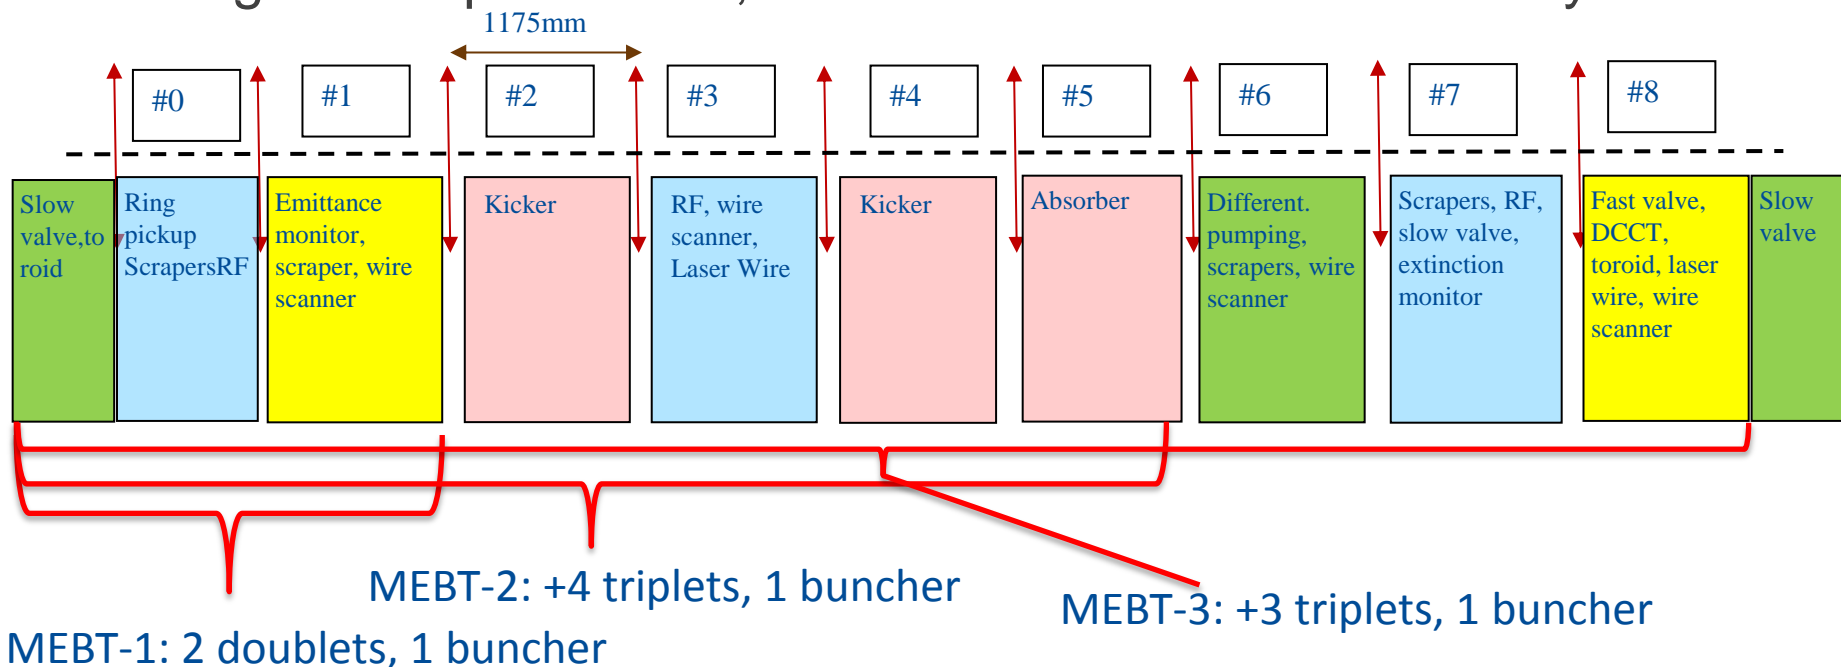 1175mm
#0
#1
#2
#3
#4
#5
#6
#7
#8
Slow
valve,to
roid
Ring
pickup
ScrapersRF
Emittance
monitor,
scraper, wire
scanner
Kicker
RF, wire
scanner,
Laser Wire
Kicker
Absorber
Different.
pumping,
scrapers, wire
scanner
Scrapers, RF,
slow valve,
extinction
monitor
Fast valve,
DCCT,
toroid, laser
wire, wire
scanner
Slow
valve
MEBT-2: +4 triplets, 1 buncher
MEBT-3: +3 triplets, 1 buncher
MEBT-1: 2 doublets, 1 buncher